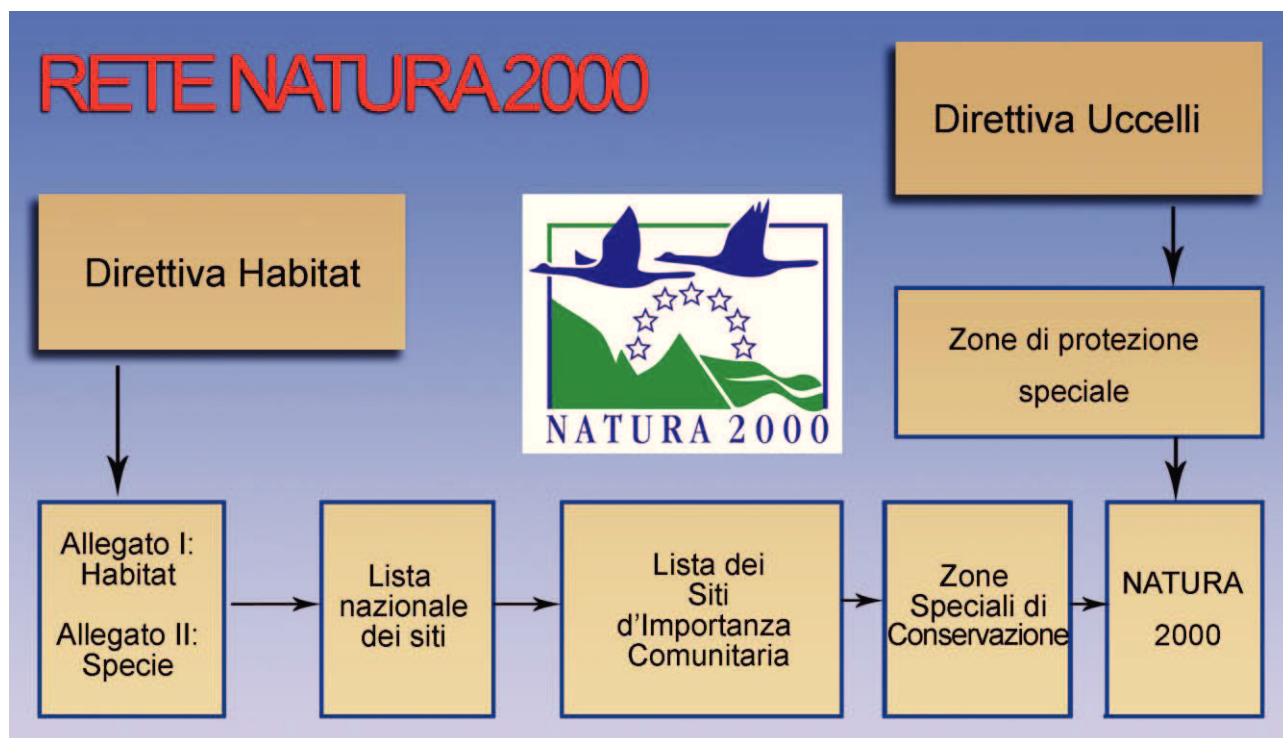 RETE NATURA 2000
Direttiva Uccelli
Direttiva Habitat
NATURA 2000
Zone di protezione
speciale
Allegato I:
Habitat
Allegato II:
Specie
Lista
nazionale
dei siti
Lista dei
Siti
d'Importanza
Comunitaria
Zone
Speciali di
Conservazione
NATURA
2000